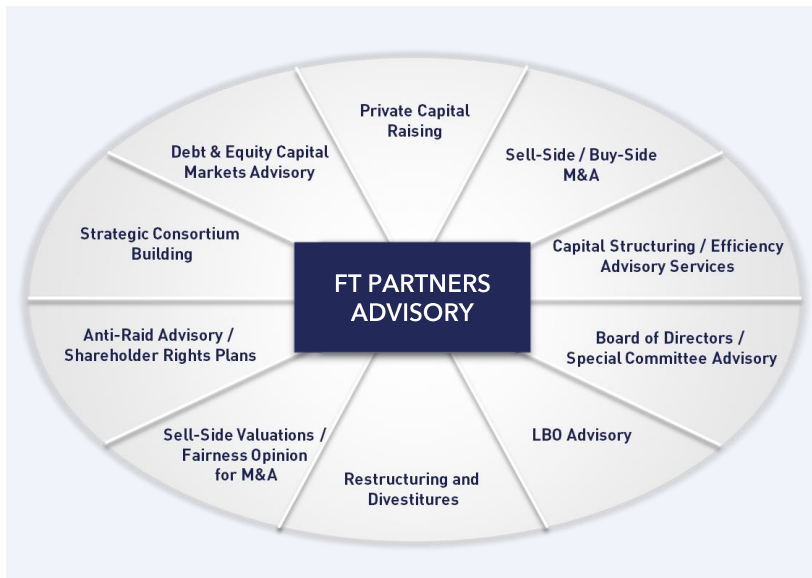 Private Capital
Raising
Sell-Side / Buy-Side
M&A
Capital Structuring / Efficiency
Advisory Services
Board of Directors /
Special Committee Advisory
LBO Advisory
Restructuring and
Divestitures
Sell-Side Valuations /
Fairness Opinion
for M&A
Anti-Raid Advisory /
Shareholder Rights Plans
Strategic Consortium
Building
Debt & Equity Capital
Markets Advisory
FT PARTNERS
ADVISORY